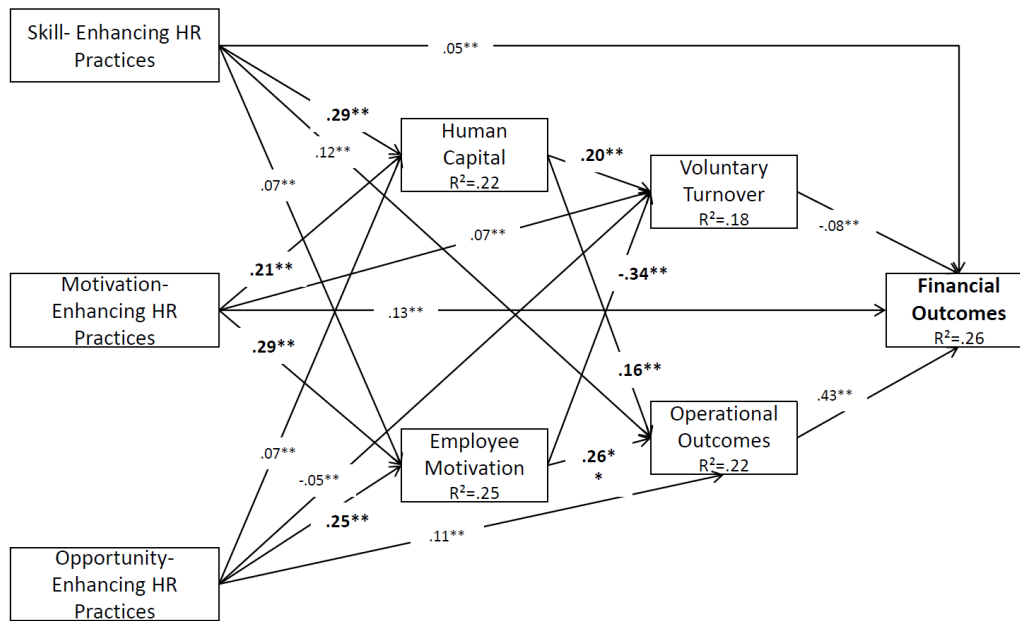 Skill- Enhancing HR
Practices
.05**
.29**
.12**
Human
Capital
R²=.22
.20**
Voluntary
Turnover
R²=.18
.07**
.07**
-.08**
.21**
-.34**
Motivation-
Enhancing HR
Practices
.13**
Financial
Outcomes
R²=.26
.29**
.16**
.43**
Employee
Motivation
R²=.25
Operational
Outcomes
R²=.22
.07**
-.05**
.26*
*
.25**
.11**
Opportunity-
Enhancing HR
Practices